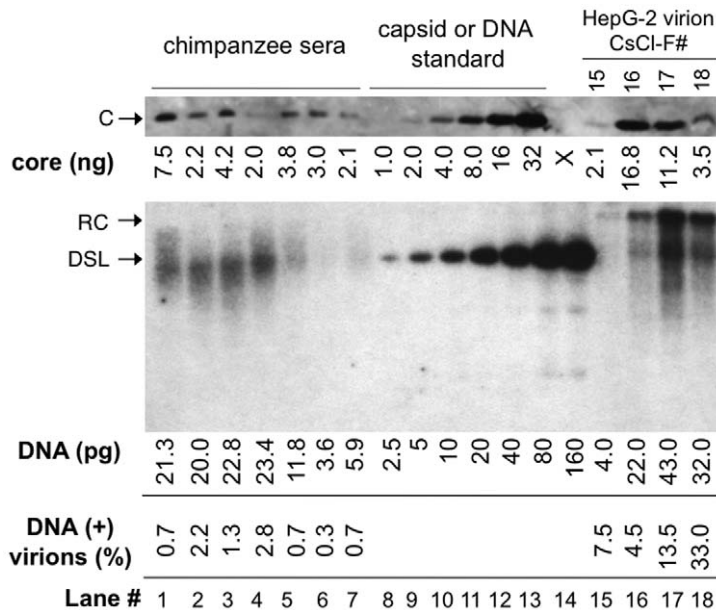 chimpanzee sera
capsid or DNA
standard
HepG-2 virion
CsCl-F#
15 16 17 18
C
core (ng) 7.5 2.2 4.2 2.0 3.8 3.0 2.1 1.0 2.0 4.0 8.0 16 32 X 2.1 16.8 11.2 3.5
RC
DSL
DNA (pg) 21.3 20.0 22.8 23.4 11.8 3.6 5.9 2.5 5 10 20 40 80 160 4.0 22.0 43.0 32.0
DNA (+)
virions (%) 0.7 2.2 1.3 2.8 0.7 0.3 0.7 7.5 4.5 13.5 33.0
Lane # 1 2 3 4 5 6 7 8 9 10 11 12 13 14 15 16 17 18